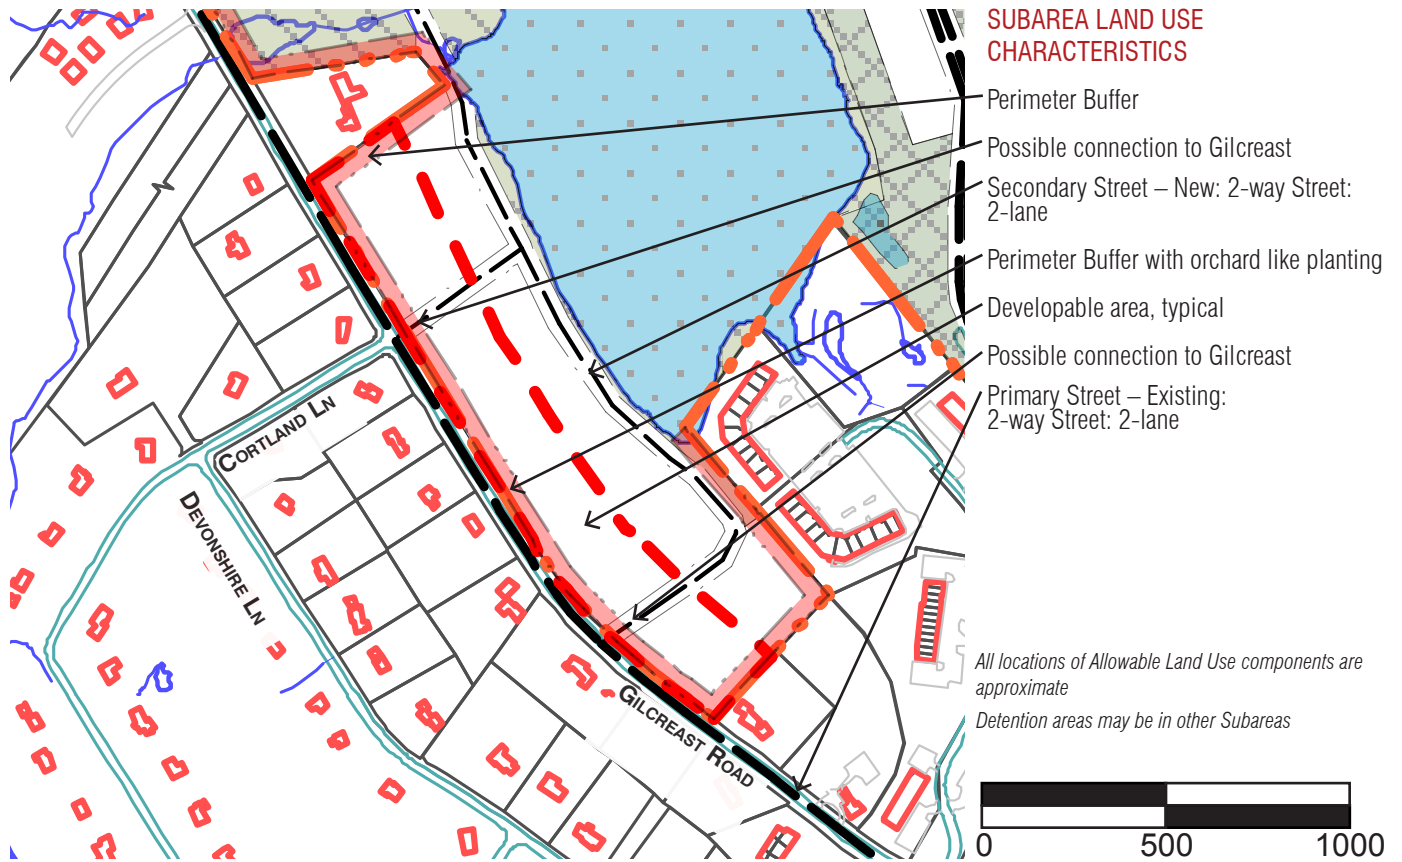 SUBAREA LAND USE
CHARACTERISTICS
Perimeter Buffer
Possible connection to Gilcreast
Secondary Street – New: 2-way Street:
2-lane
Perimeter Buffer with orchard like planting
Developable area, typical
Possible connection to Gilcreast
Primary Street – Existing:
2-way Street: 2-lane
CORTLAND LN
DEVONSHIRE LN
GILCREAST ROAD
All locations of Allowable Land Use components are
approximate
Detention areas may be in other Subareas
0 500 1000